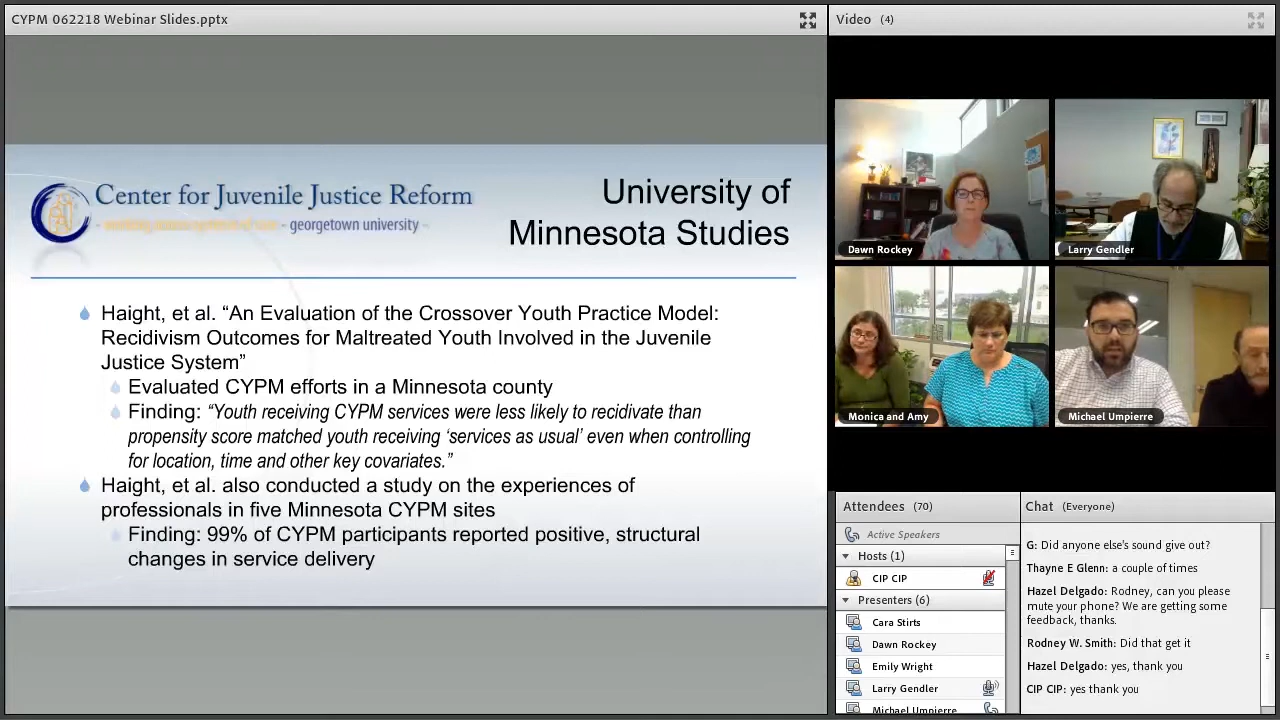 CYPM 062218 Webinar Slides.pptx
Center for Juvenile Justice Reform
- georgetown university -
University of
Minnesota Studies
Haight, et al. “An Evaluation of the Crossover Youth Practice Model:
Recidivism Outcomes for Maltreated Youth Involved in the Juvenile
Justice System”
Evaluated CYPM efforts in a Minnesota county
Finding: “Youth receiving CYPM services were less likely to recidivate than
propensity score matched youth receiving ‘services as usual’ even when controlling
for location, time and other key covariates.”
Haight, et al. also conducted a study on the experiences of
professionals in five Minnesota CYPM sites
Finding: 99% of CYPM participants reported positive, structural
changes in service delivery
Video (4)
Dawn Rockey
Larry Gendler
Monica and Amy
Michael Umpierre
Attendees (70)
Active Speakers
Hosts (1)
CIP CIP
Presenters (6)
Cara Stirts
Dawn Rockey
Emily Wright
Larry Gendler
Michael Umpierre
Chat (Everyone)
G: Did anyone else's sound give out?
Thayne E Glenn: a couple of times
Hazel Delgado: Rodney, can you please
mute your phone? We are getting some
feedback, thanks.
Rodney W. Smith: Did that get it
Hazel Delgado: yes, thank you
CIP CIP: yes thank you